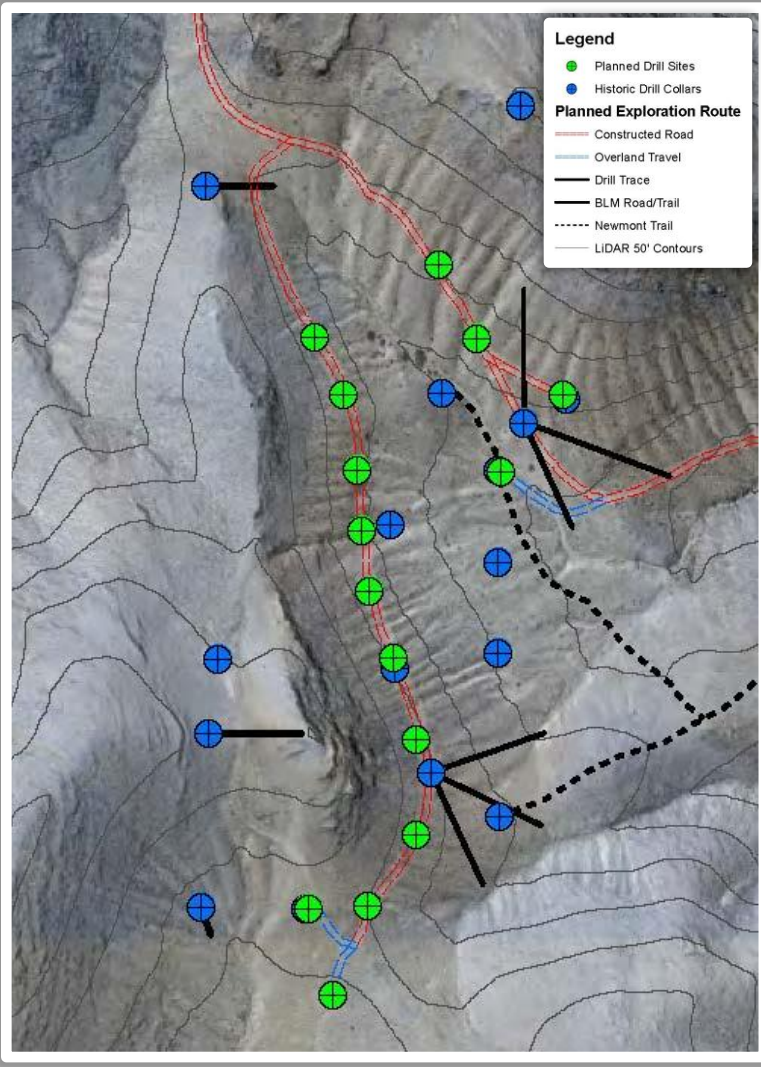 Legend
Planned Drill Sites
Historic Drill Collars
Planned Exploration Route
Constructed Road
Overland Travel
Drill Trace
BLM Road/Trail
Newmont Trail
LiDAR 50' Contours